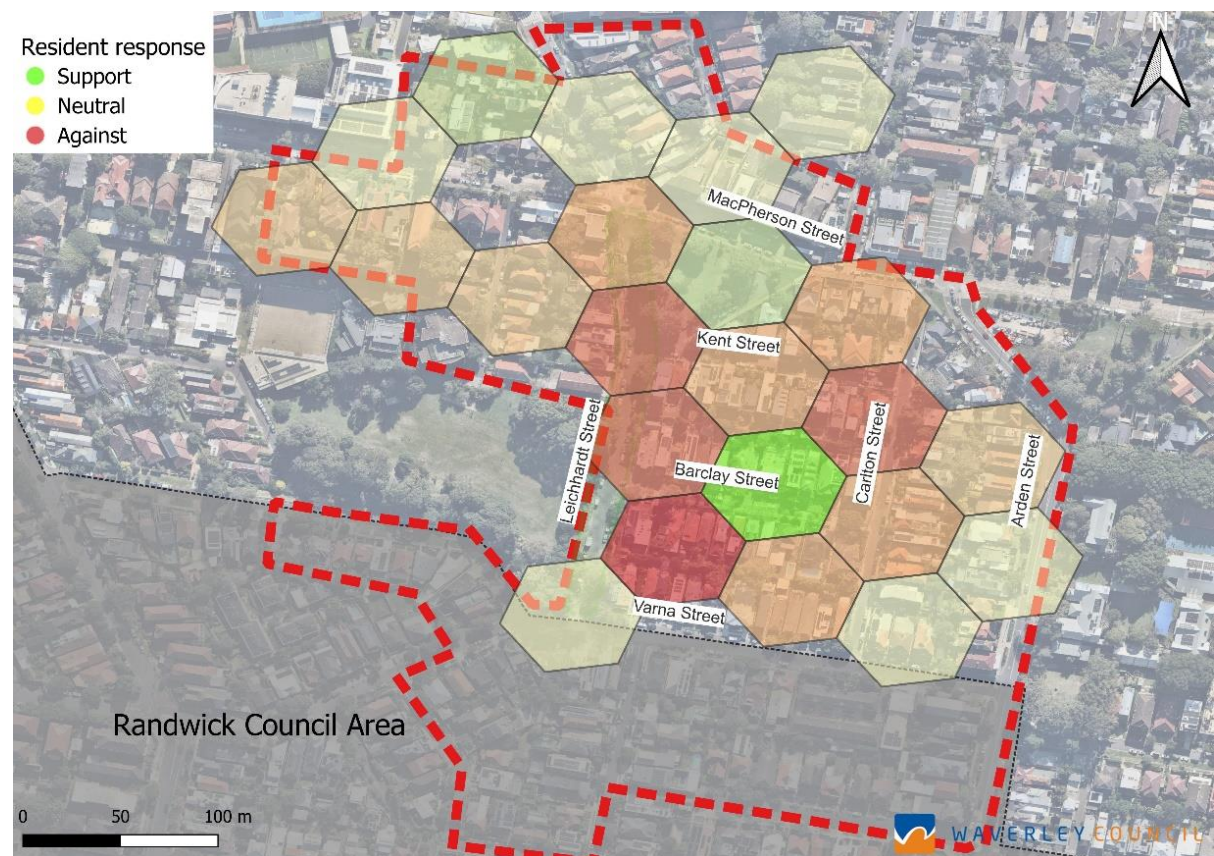 Resident response
Support
Neutral
Against
N
MacPherson Street
Kent Street
Leichhardt Street
Barclay Street
Carlton Street
Arden Street
Varna Street
Randwick Council Area
0 50 100 m
WAVERLEY COUNCIL